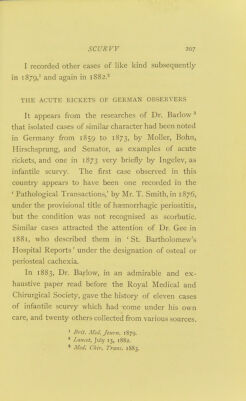 SCURVY 207
I recorded other cases of like kind subsequently
in 1879,¹ and again in 1882.²
THE ACUTE RICKETS OF GERMAN OBSERVERS
It appears from the researches of Dr. Barlow ³
that isolated cases of similar character had been noted
in Germany from 1859 to 1873, by Moller, Bohn,
Hirschsprung, and Senator, as examples of acute
rickets, and one in 1873 very briefly by Ingslev, as
infantile scurvy. The first case observed in this
country appears to have been one recorded in the
‘Pathological Transactions,’ by Mr. T. Smith, in 1876,
under the provisional title of hæmorrhagic periostitis,
but the condition was not recognised as scorbutic.
Similar cases attracted the attention of Dr. Gee in
1881, who described them in ‘St. Bartholomew's
Hospital Reports’ under the designation of osteal or
periosteal cachexia.
In 1883, Dr. Barlow, in an admirable and ex-
haustive paper read before the Royal Medical and
Chirurgical Society, gave the history of eleven cases
of infantile scurvy which had come under his own
care, and twenty others collected from various sources.
¹ Brit. Med. Journ. 1879.
² Lancet, July 15, 1882.
³ Med. Chir. Trans. 1883.